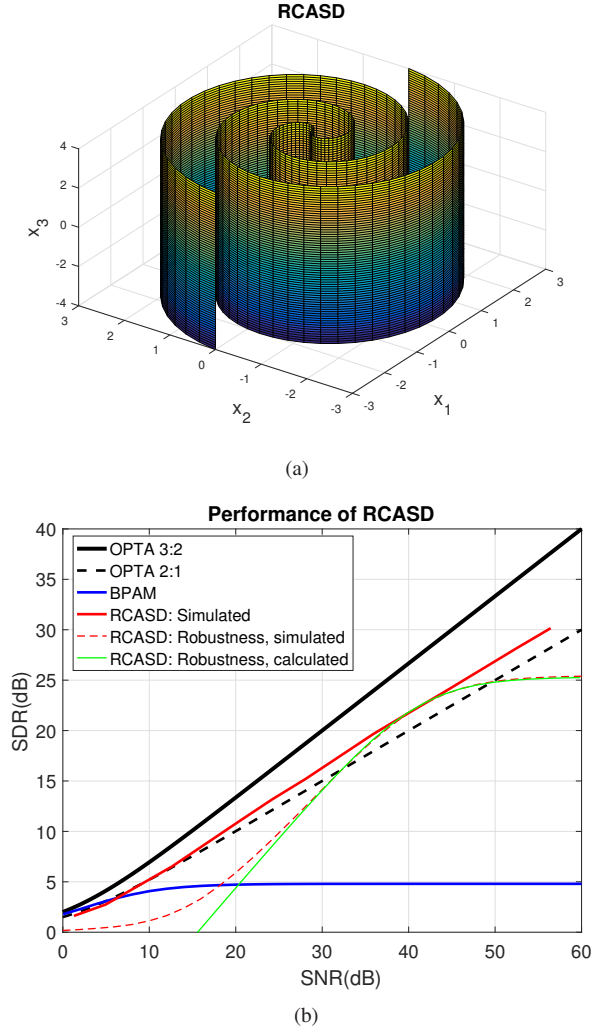 RCASD
4
2
0
-2
-4
x3
3
2
1
0
-1
-2
-3
x2
-3
-2
-1
0
1
2
3
x1
(a)
Performance of RCASD
40
35
30
25
20
15
10
5
0
SDR(dB)
OPTA 3:2
OPTA 2:1
BPAM
RCASD: Simulated
RCASD: Robustness, simulated
RCASD: Robustness, calculated
0 10 20 30 40 50 60
SNR(dB)
(b)